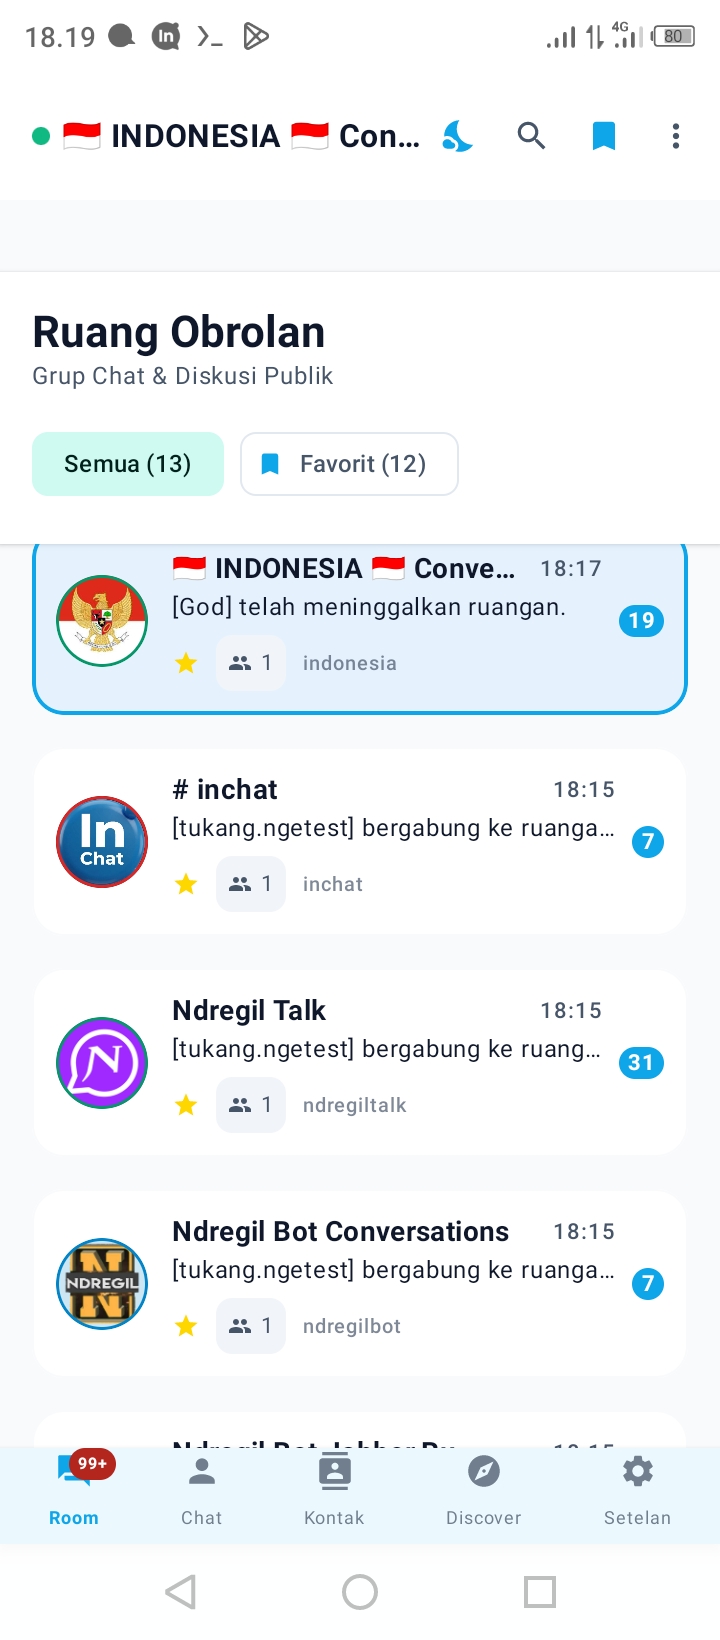 18.19
4G
80
🇮🇩 INDONESIA 🇮🇩 Con...
Ruang Obrolan
Grup Chat & Diskusi Publik
Semua (13)
Favorit (12)
🇮🇩 INDONESIA 🇮🇩 Conve... 18:17
[God] telah meninggalkan ruangan.
19
1 indonesia
# inchat 18:15
In
Chat
[tukang.ngetest] bergabung ke ruanga...
7
1 inchat
Ndregil Talk 18:15
[tukang.ngetest] bergabung ke ruang...
31
1 ndregiltalk
Ndregil Bot Conversations 18:15
NDREGIL
[tukang.ngetest] bergabung ke ruanga...
7
1 ndregilbot
99+
Room
Chat
Kontak
Discover
Setelan